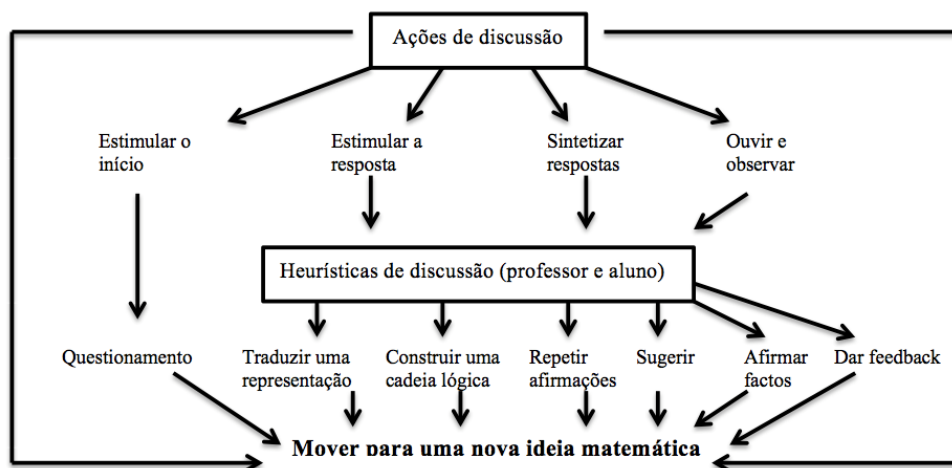 Ações de discussão
Estimular o
início
Estimular a
resposta
Sintetizar
respostas
Ouvir e
observar
Heurísticas de discussão (professor e aluno)
Questionamento
Traduzir uma
representação
Construir uma
cadeia lógica
Repetir
afirmações
Sugerir
Afirmar
factos
Dar feedback
Mover para uma nova ideia matemática